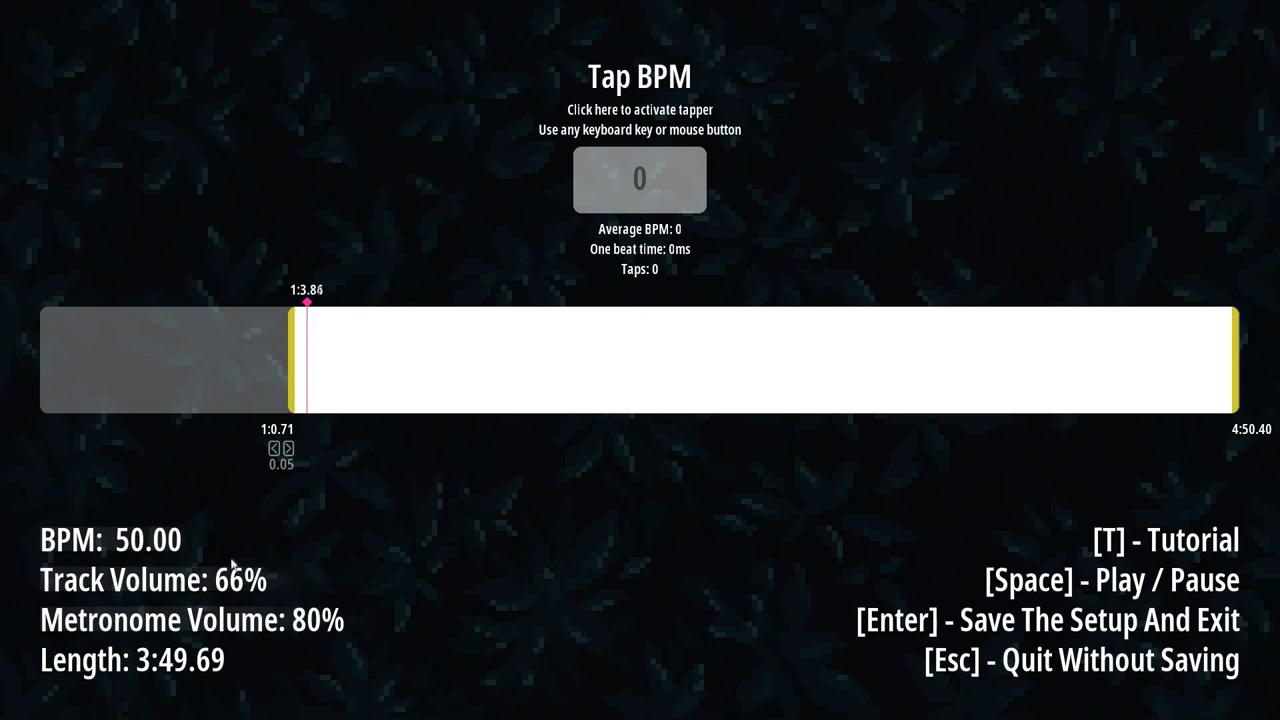 Tap BPM
Click here to activate tapper
Use any keyboard key or mouse button
0
Average BPM: 0
One beat time: 0ms
Taps: 0
1:3.86
1:0.71
4:50.40
0.05
BPM: 50.00
Track Volume: 66%
Metronome Volume: 80%
Length: 3:49.69
[T] - Tutorial
[Space] - Play / Pause
[Enter] - Save The Setup And Exit
[Esc] - Quit Without Saving